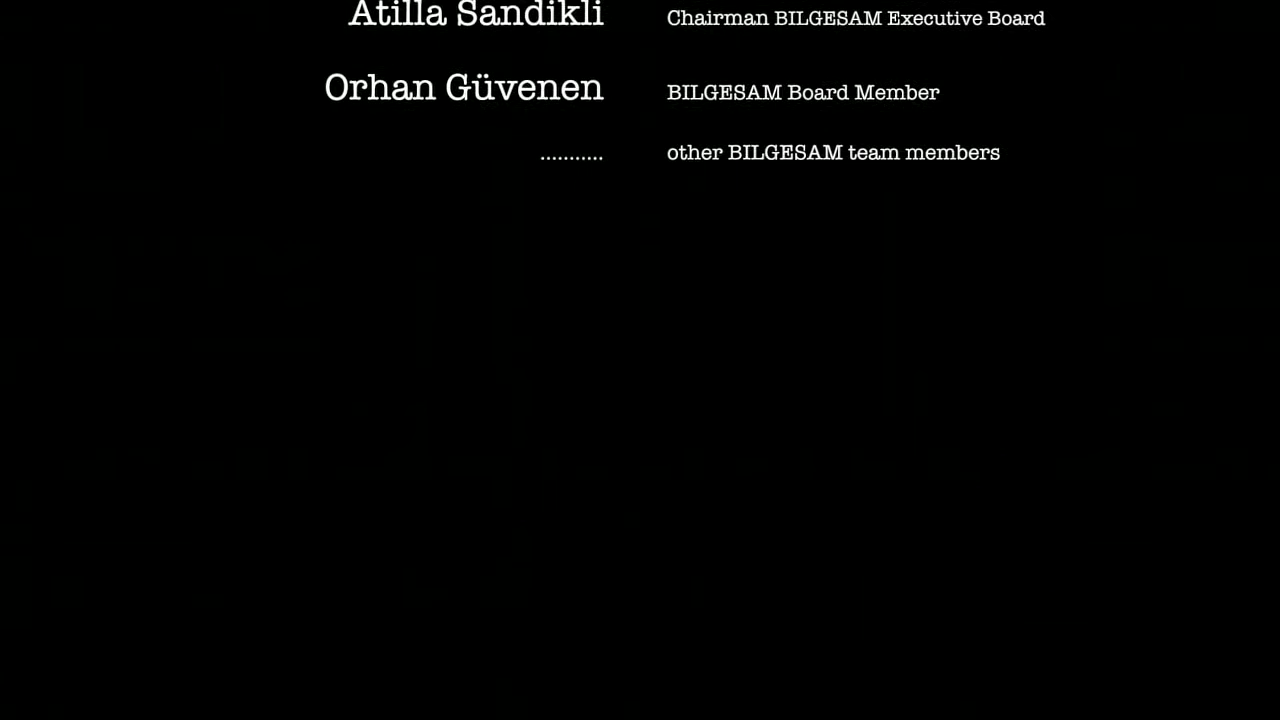 Atilla Sandikli Chairman BILGESAM Executive Board
Orhan Güvenen BILGESAM Board Member
........... other BILGESAM team members